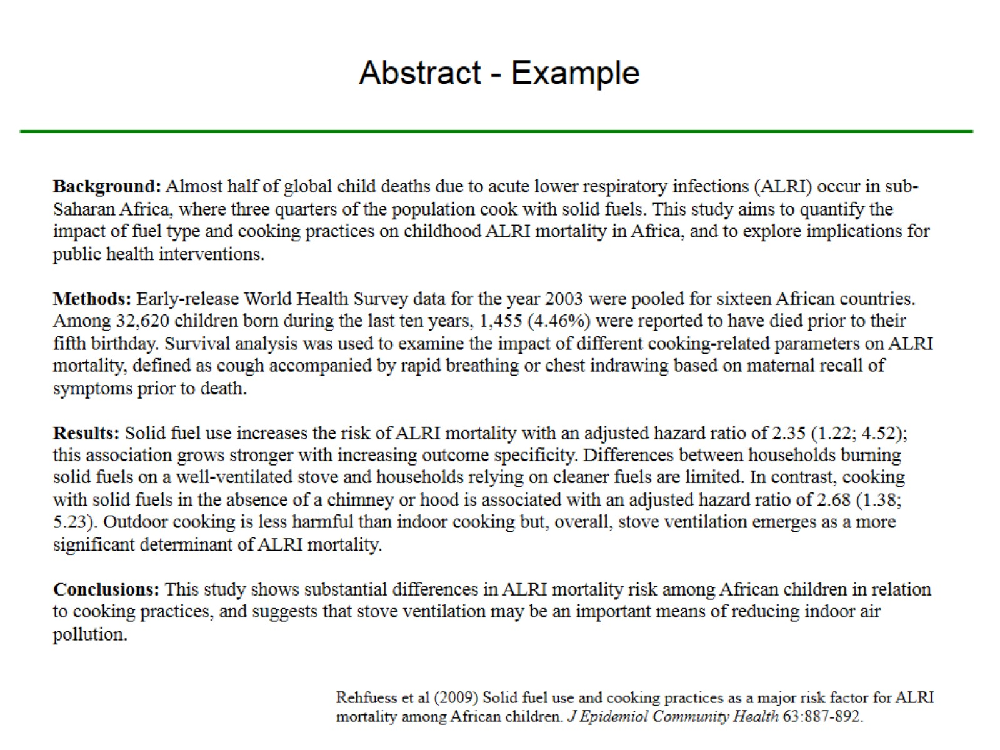 Abstract - Example
Background: Almost half of global child deaths due to acute lower respiratory infections (ALRI) occur in sub-
Saharan Africa, where three quarters of the population cook with solid fuels. This study aims to quantify the
impact of fuel type and cooking practices on childhood ALRI mortality in Africa, and to explore implications for
public health interventions.
Methods: Early-release World Health Survey data for the year 2003 were pooled for sixteen African countries.
Among 32,620 children born during the last ten years, 1,455 (4.46%) were reported to have died prior to their
fifth birthday. Survival analysis was used to examine the impact of different cooking-related parameters on ALRI
mortality, defined as cough accompanied by rapid breathing or chest indrawing based on maternal recall of
symptoms prior to death.
Results: Solid fuel use increases the risk of ALRI mortality with an adjusted hazard ratio of 2.35 (1.22; 4.52);
this association grows stronger with increasing outcome specificity. Differences between households burning
solid fuels on a well-ventilated stove and households relying on cleaner fuels are limited. In contrast, cooking
with solid fuels in the absence of a chimney or hood is associated with an adjusted hazard ratio of 2.68 (1.38;
5.23). Outdoor cooking is less harmful than indoor cooking but, overall, stove ventilation emerges as a more
significant determinant of ALRI mortality.
Conclusions: This study shows substantial differences in ALRI mortality risk among African children in relation
to cooking practices, and suggests that stove ventilation may be an important means of reducing indoor air
pollution.
Rehfuess et al (2009) Solid fuel use and cooking practices as a major risk factor for ALRI
mortality among African children. J Epidemiol Community Health 63:887-892.